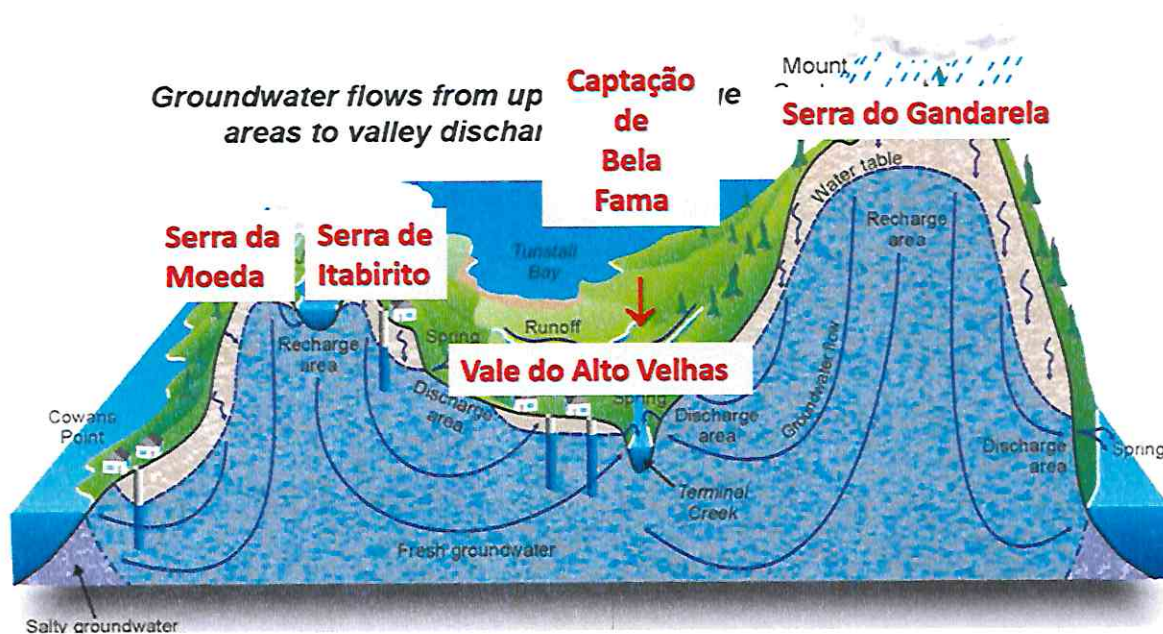 Groundwater flows from up
areas to valley dischar
Captação
de
Bela
Fama
Mount
Serra do Gandarela
Water table
Recharge
area
Serra da
Moeda
Serra de
Itabirito
Tunstall
Bay
Runoff
Spring
Recharge
area
Vale do Alto Velhas
Spring
Discharge
area
Discharge
area
Groundwater flow
Cowans
Point
Discharge
area
Spring
Terminal
Creek
Fresh groundwater
Salty groundwater